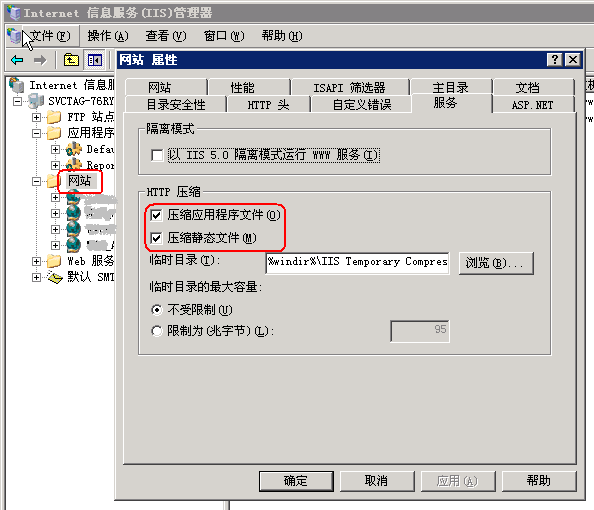 Internet 信息服务(IIS)管理器
文件(F) 操作(A) 查看(V) 窗口(W) 帮助(H)
Internet 信息服
SVCTAG-76RY
FTP 站点
应用程序
Defau
Repor
网站
Web 服务
默认 SMT
网站 属性
网站 性能 ISAPI 筛选器 主目录 文档
目录安全性 HTTP 头 自定义错误 服务 ASP.NET
隔离模式
以 IIS 5.0 隔离模式运行 WWW 服务(I)
HTTP 压缩
压缩应用程序文件(O)
压缩静态文件(M)
临时目录(T): %windir%\IIS Temporary Compres 浏览(B)...
临时目录的最大容量:
不受限制(U)
限制为(兆字节)(L): 95
确定 取消 应用(A) 帮助